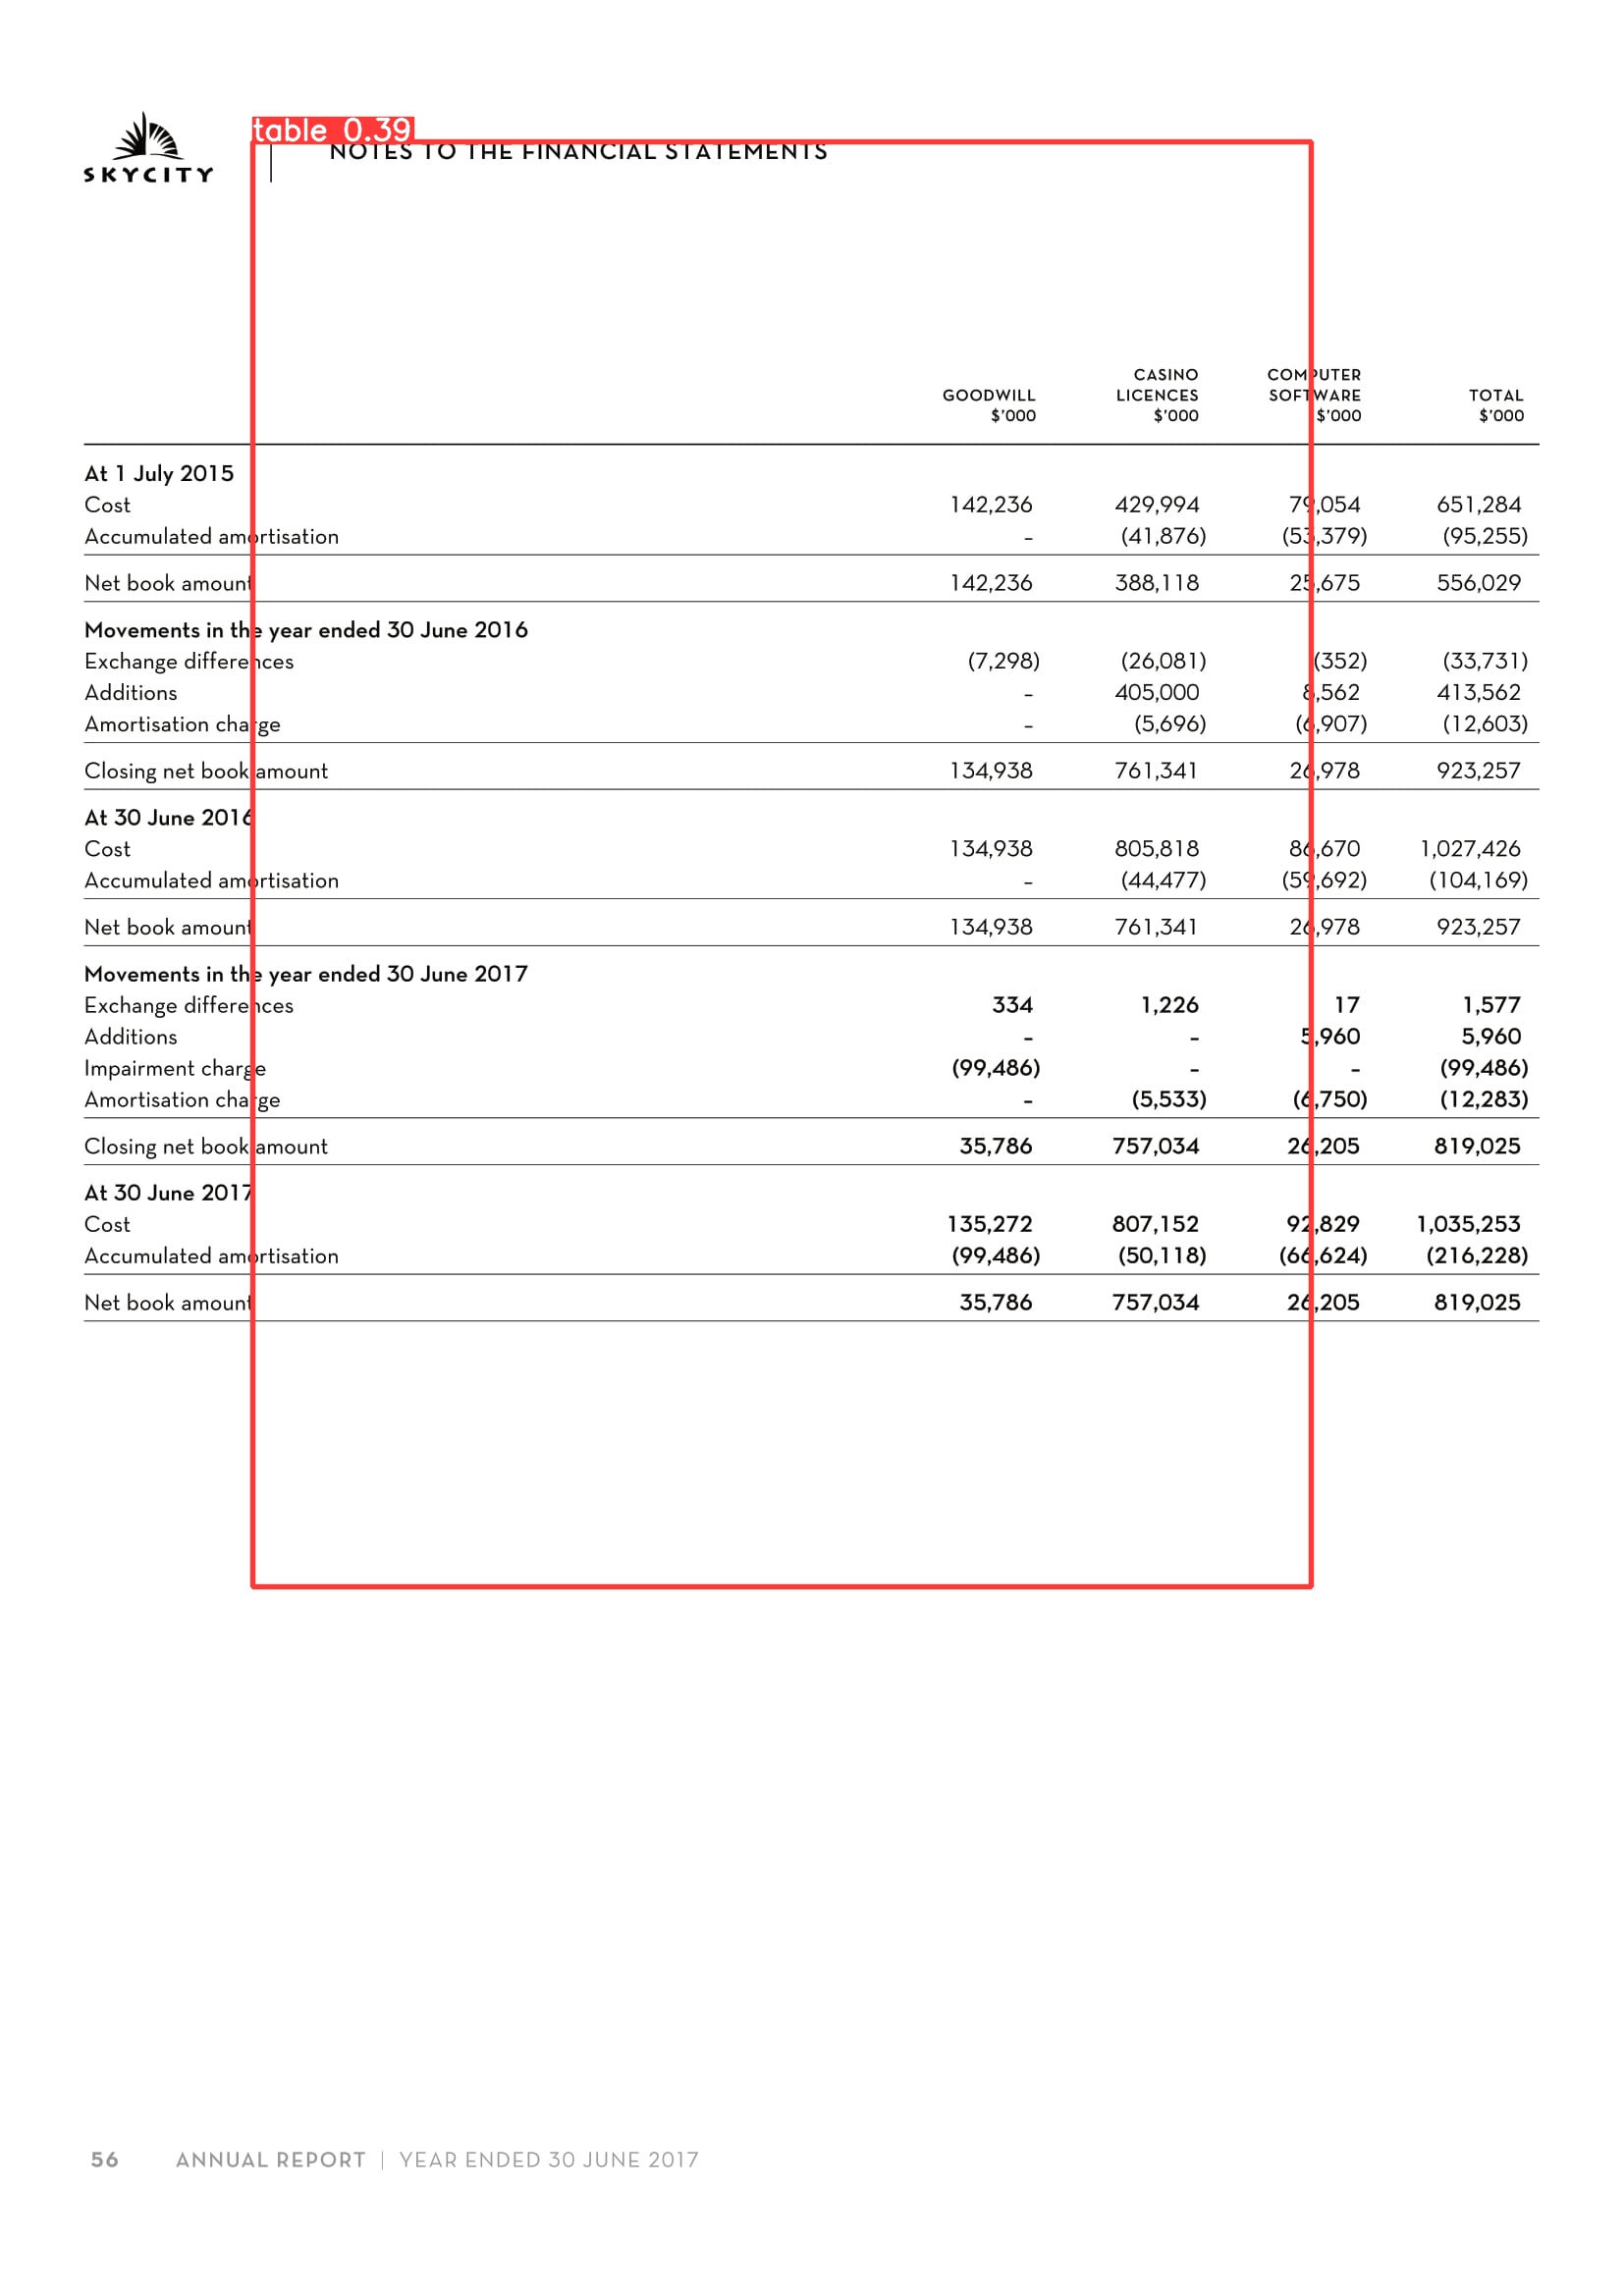 SKYCITY
table 0.39
NOTES TO THE FINANCIAL STATEMENTS
GOODWILL $'000 CASINO LICENCES $'000 COMPUTER SOFTWARE $'000 TOTAL $'000
At 1 July 2015
Cost 142,236 429,994 79,054 651,284
Accumulated amortisation – (41,876) (53,379) (95,255)
Net book amount 142,236 388,118 25,675 556,029
Movements in the year ended 30 June 2016
Exchange differences (7,298) (26,081) (352) (33,731)
Additions – 405,000 8,562 413,562
Amortisation charge – (5,696) (6,907) (12,603)
Closing net book amount 134,938 761,341 26,978 923,257
At 30 June 2016
Cost 134,938 805,818 86,670 1,027,426
Accumulated amortisation – (44,477) (59,692) (104,169)
Net book amount 134,938 761,341 26,978 923,257
Movements in the year ended 30 June 2017
Exchange differences 334 1,226 17 1,577
Additions – – 5,960 5,960
Impairment charge (99,486) – – (99,486)
Amortisation charge – (5,533) (6,750) (12,283)
Closing net book amount 35,786 757,034 26,205 819,025
At 30 June 2017
Cost 135,272 807,152 92,829 1,035,253
Accumulated amortisation (99,486) (50,118) (66,624) (216,228)
Net book amount 35,786 757,034 26,205 819,025
56 ANNUAL REPORT | YEAR ENDED 30 JUNE 2017